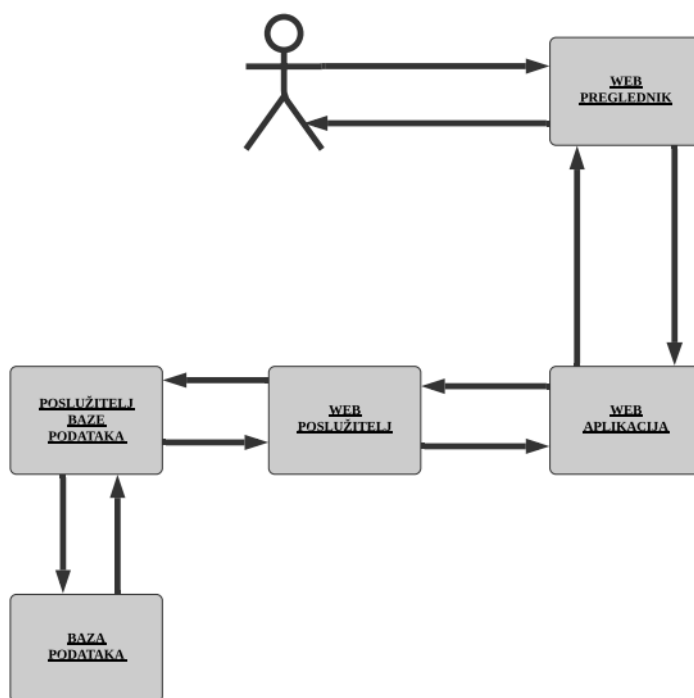 WEB
PREGLEDNIK
POSLUŽITELJ
BAZE
PODATAKA
WEB
POSLUŽITELJ
WEB
APLIKACIJA
BAZA
PODATAKA